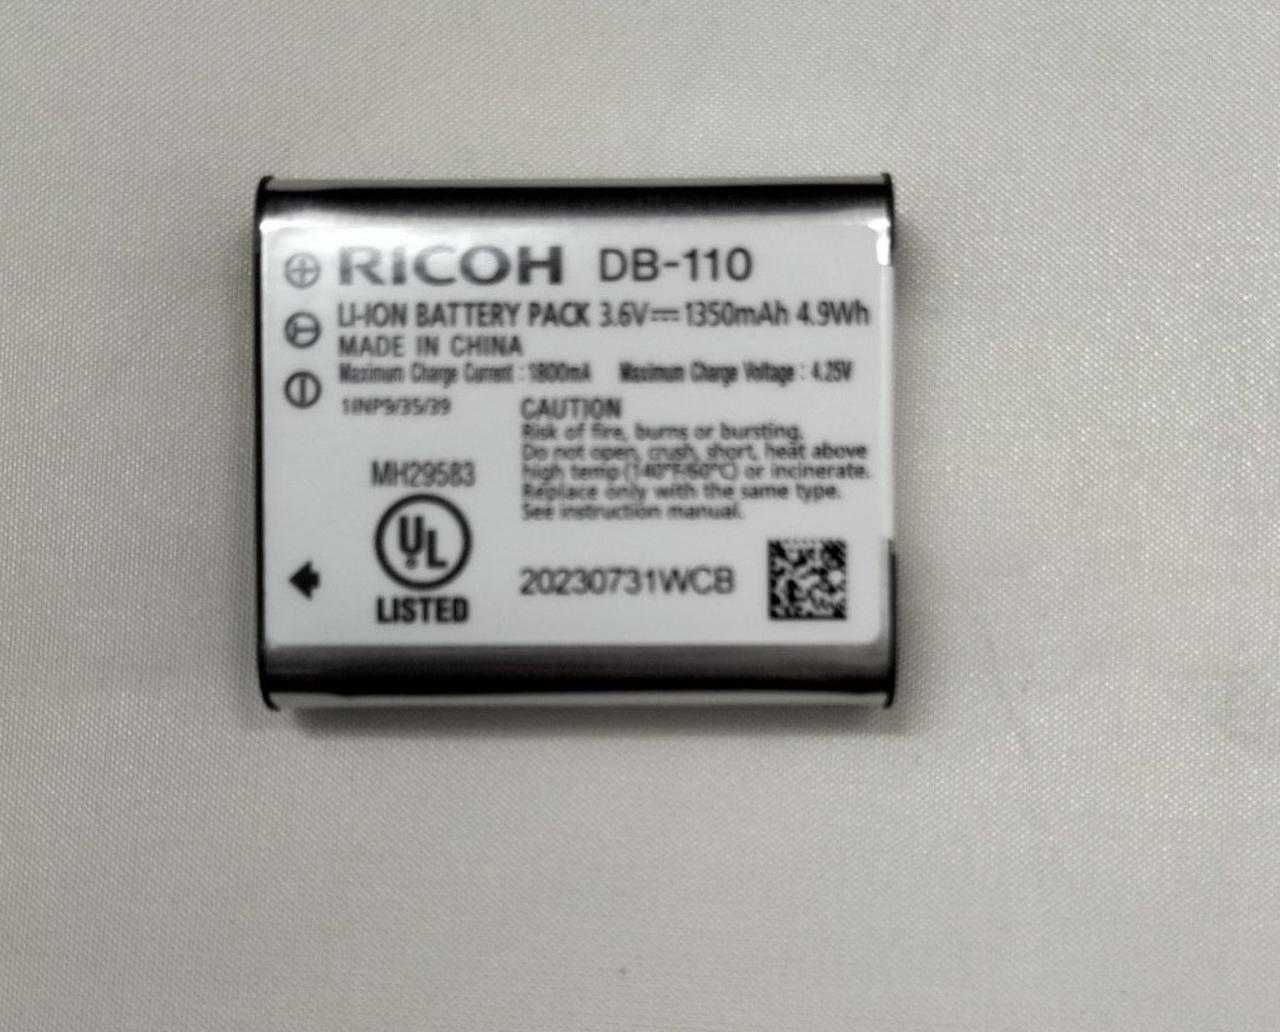 RICOH DB-110
LI-ION BATTERY PACK 3.6V⎓1350mAh 4.9Wh
MADE IN CHINA
Maximum Charge Current : 1800mA Maximum Charge Voltage : 4.25V
1INP9/35/39
CAUTION
Risk of fire, burns or bursting.
Do not open, crush, short, heat above
high temp (140°F/60°C) or incinerate.
Replace only with the same type.
See instruction manual.
MH29583
UL
LISTED
20230731WCB